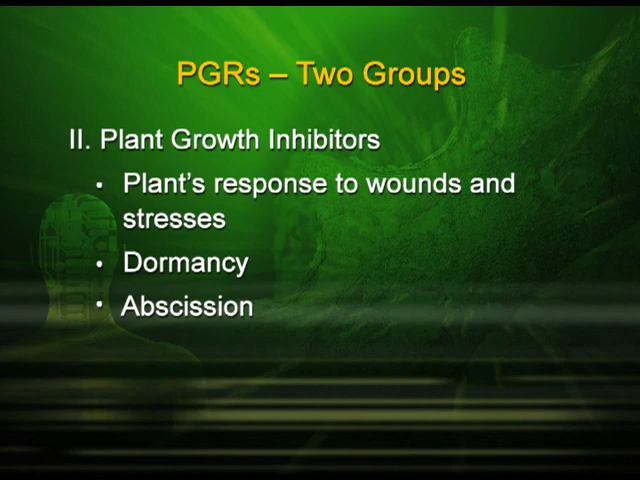 PGRs – Two Groups
II. Plant Growth Inhibitors
• Plant's response to wounds and
stresses
• Dormancy
• Abscission